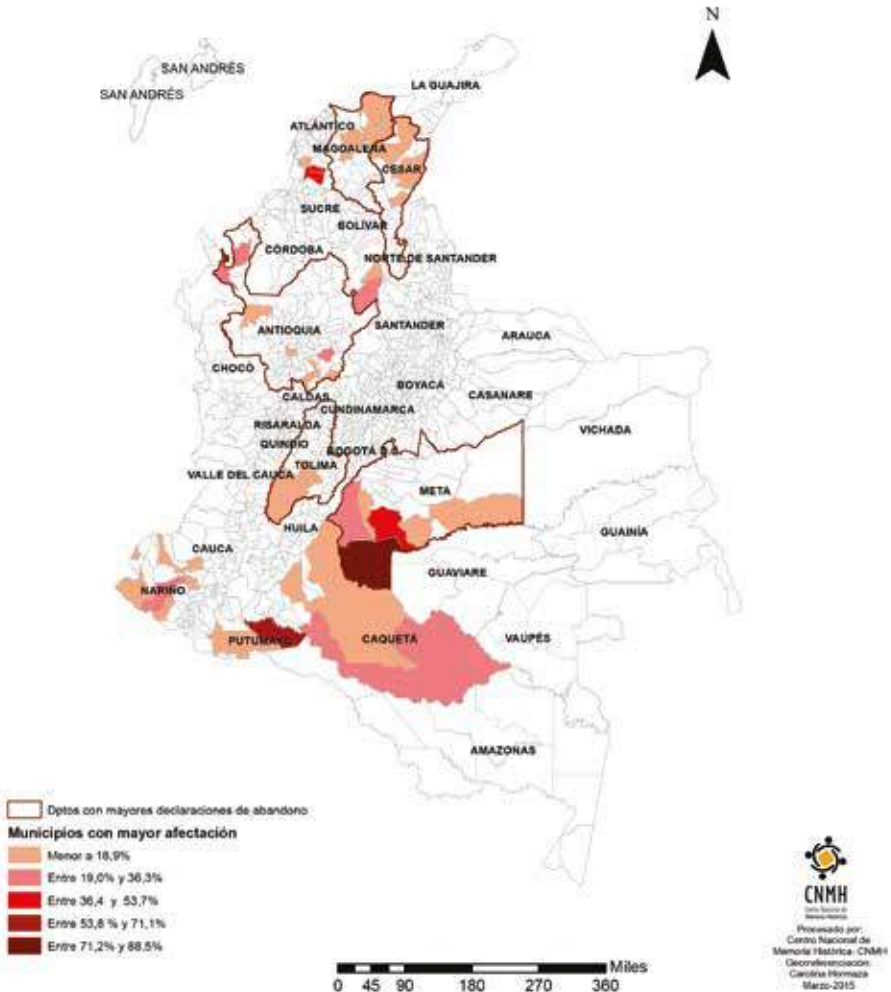 N
SAN ANDRÉS
SAN ANDRÉS
LA GUAJIRA
ATLÁNTICO
MAGDALENA
CESAR
SUCRE
BOLÍVAR
CÓRDOBA
NORTE DE SANTANDER
ANTIOQUIA
SANTANDER
ARAUCA
CHOCÓ
BOYACÁ
CALDAS
CASANARE
CUNDINAMARCA
RISARALDA
VICHADA
QUINDÍO
BOGOTÁ D.C.
TOLIMA
VALLE DEL CAUCA
META
HUILA
GUAINÍA
CAUCA
GUAVIARE
NARIÑO
PUTUMAYO
CAQUETÁ
VAUPÉS
AMAZONAS
Dptos con mayores declaraciones de abandono
Municipios con mayor afectación
Menor a 18,9%
Entre 19,0% y 36,3%
Entre 36,4 y 53,7%
Entre 53,8 % y 71,1%
Entre 71,2% y 88,5%
0 45 90 180 270 360 Miles
CNMH
Centro Nacional de
Memoria Histórica
Procesado por:
Centro Nacional de
Memoria Histórica- CNMH
Georreferenciación:
Carolina Hormaza
Marzo-2015